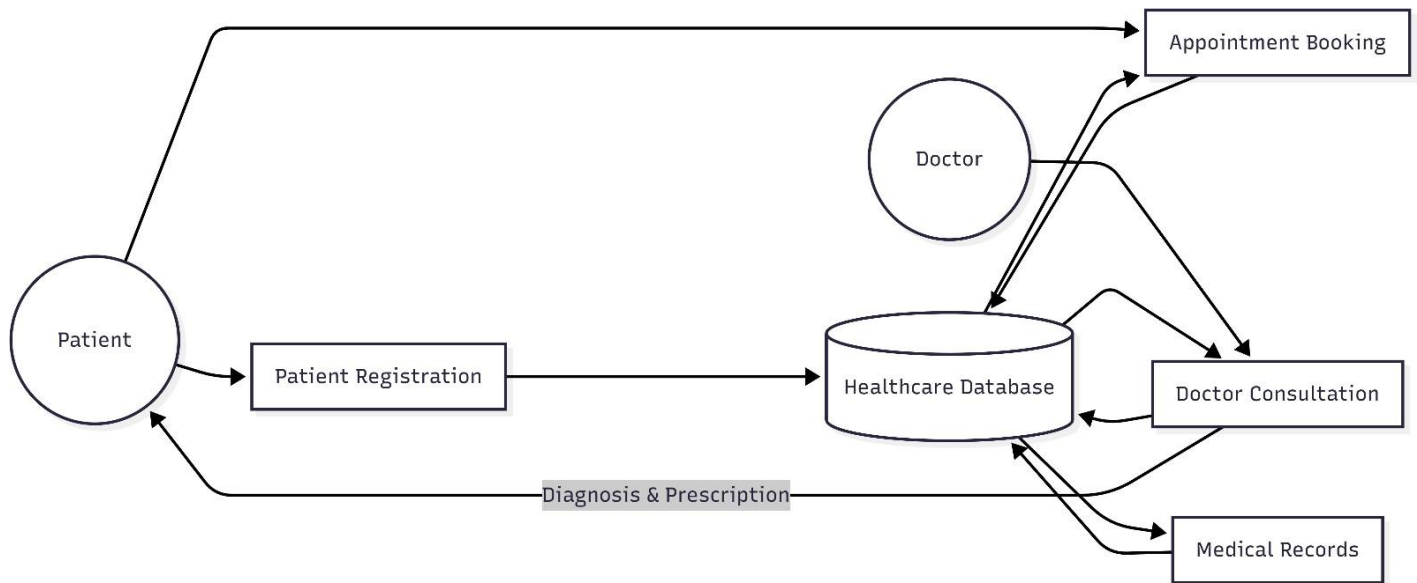 Appointment Booking
Doctor
Patient
Patient Registration
Healthcare Database
Doctor Consultation
Diagnosis & Prescription
Medical Records